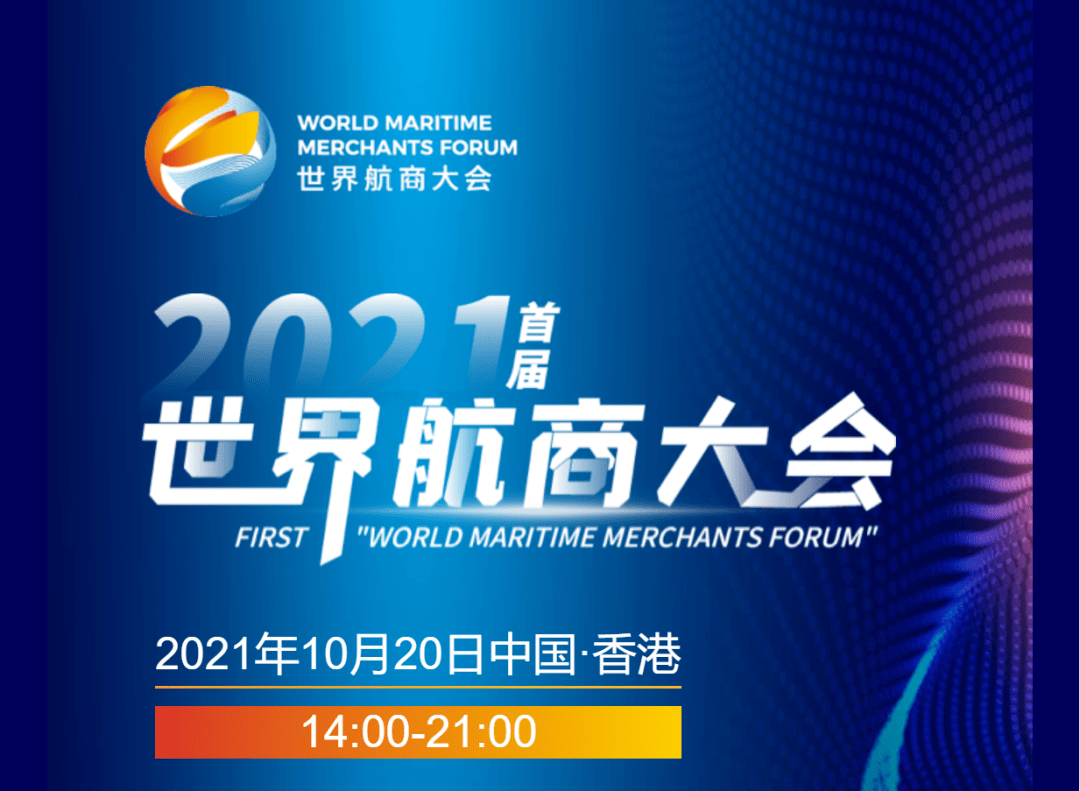 WORLD MARITIME
MERCHANTS FORUM
世界航商大会
2021首届
世界航商大会
FIRST "WORLD MARITIME MERCHANTS FORUM"
2021年10月20日中国·香港
14:00-21:00